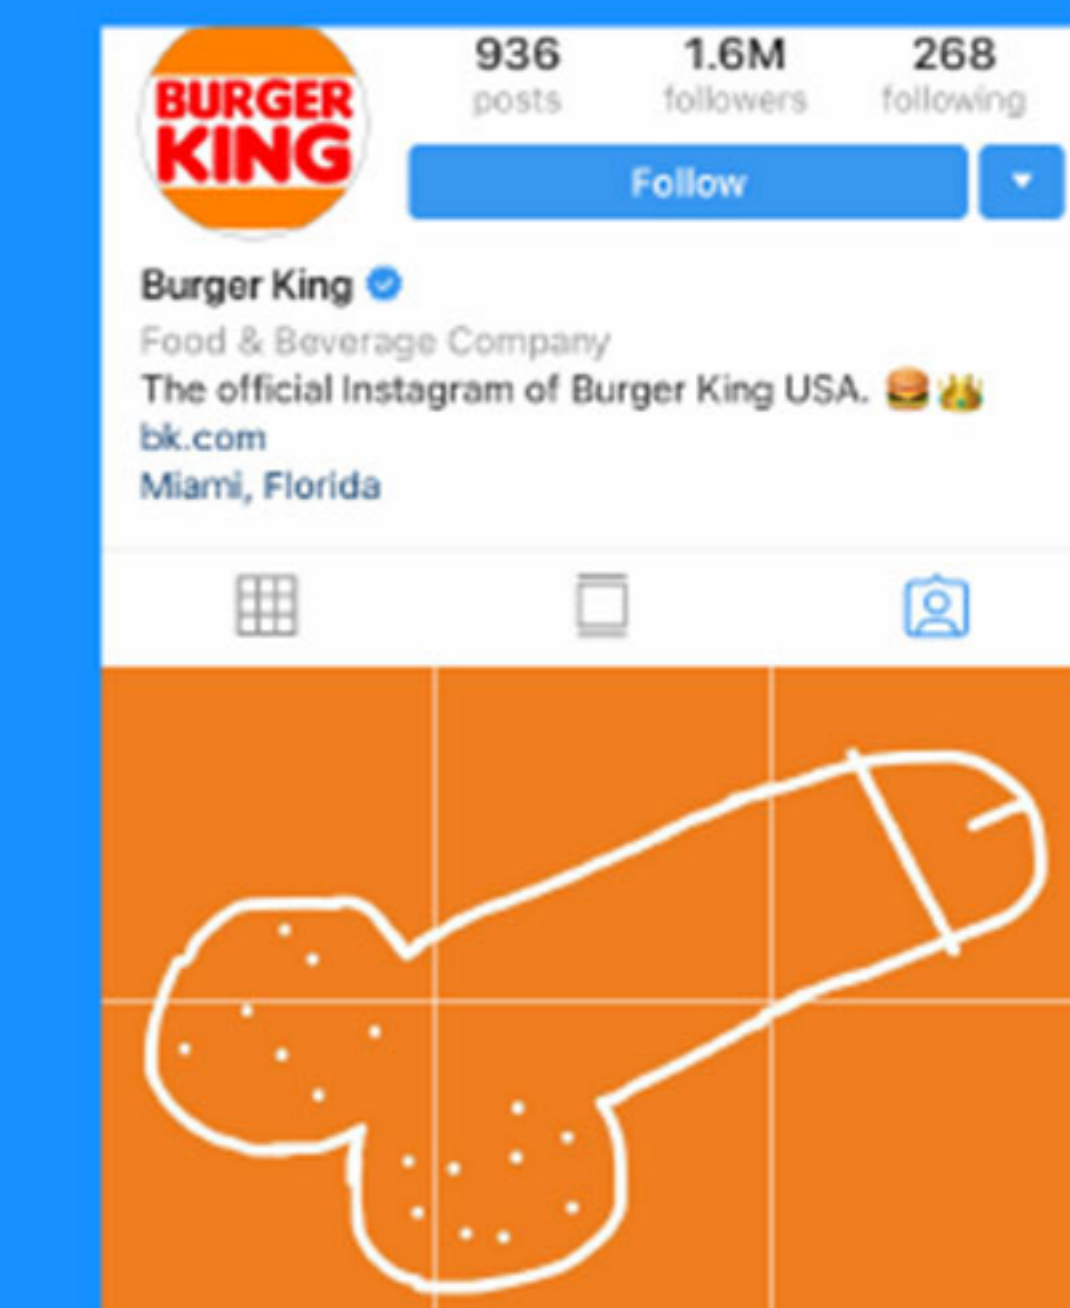 BURGER
KING
936 1.6M 268
posts followers following
Follow
Burger King
Food & Beverage Company
The official Instagram of Burger King USA. 🍔👑
bk.com
Miami, Florida